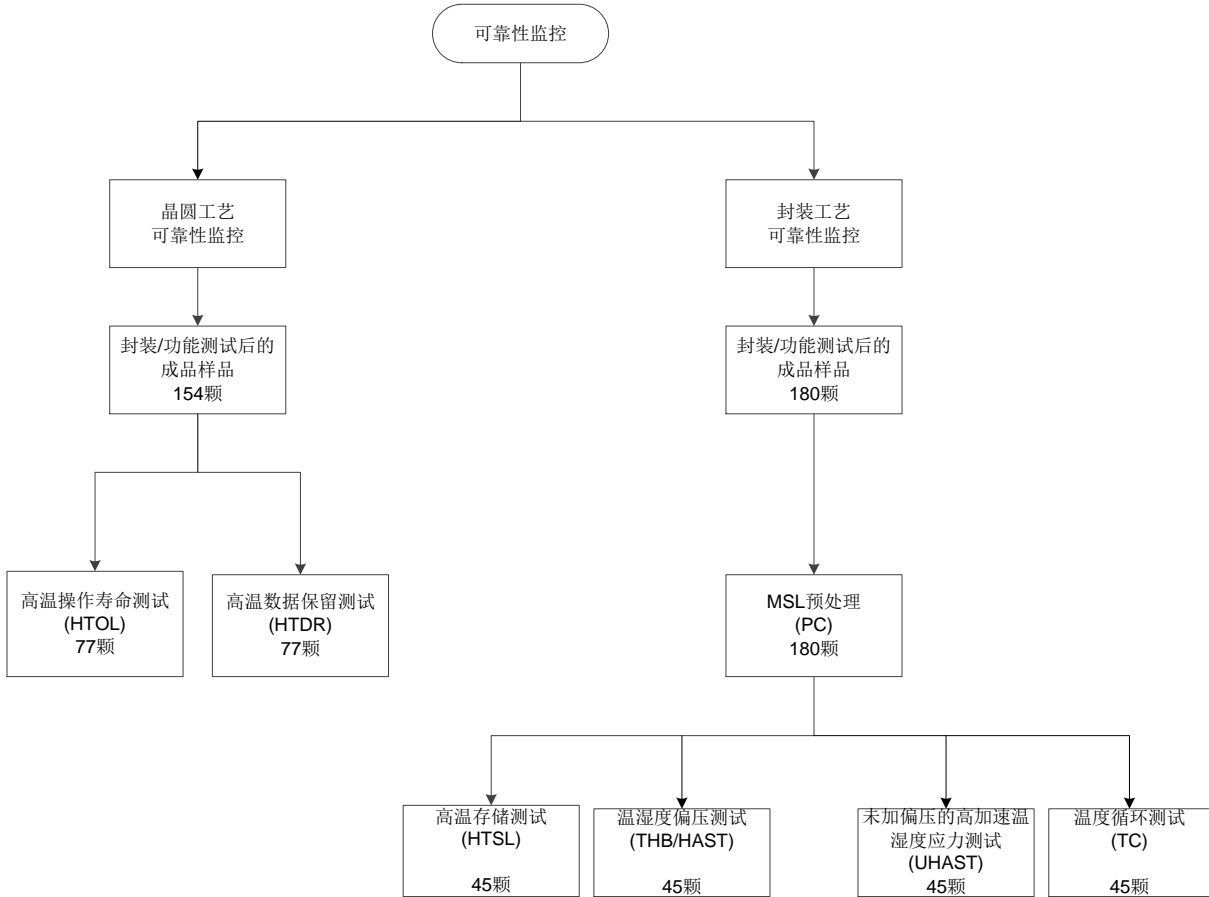 可靠性监控
晶圆工艺
可靠性监控
封装工艺
可靠性监控
封装/功能测试后的
成品样品
154颗
封装/功能测试后的
成品样品
180颗
高温操作寿命测试
(HTOL)
77颗
高温数据保留测试
(HTDR)
77颗
MSL预处理
(PC)
180颗
高温存储测试
(HTSL)
45颗
温湿度偏压测试
(THB/HAST)
45颗
未加偏压的高加速温
湿度应力测试
(UHAST)
45颗
温度循环测试
(TC)
45颗